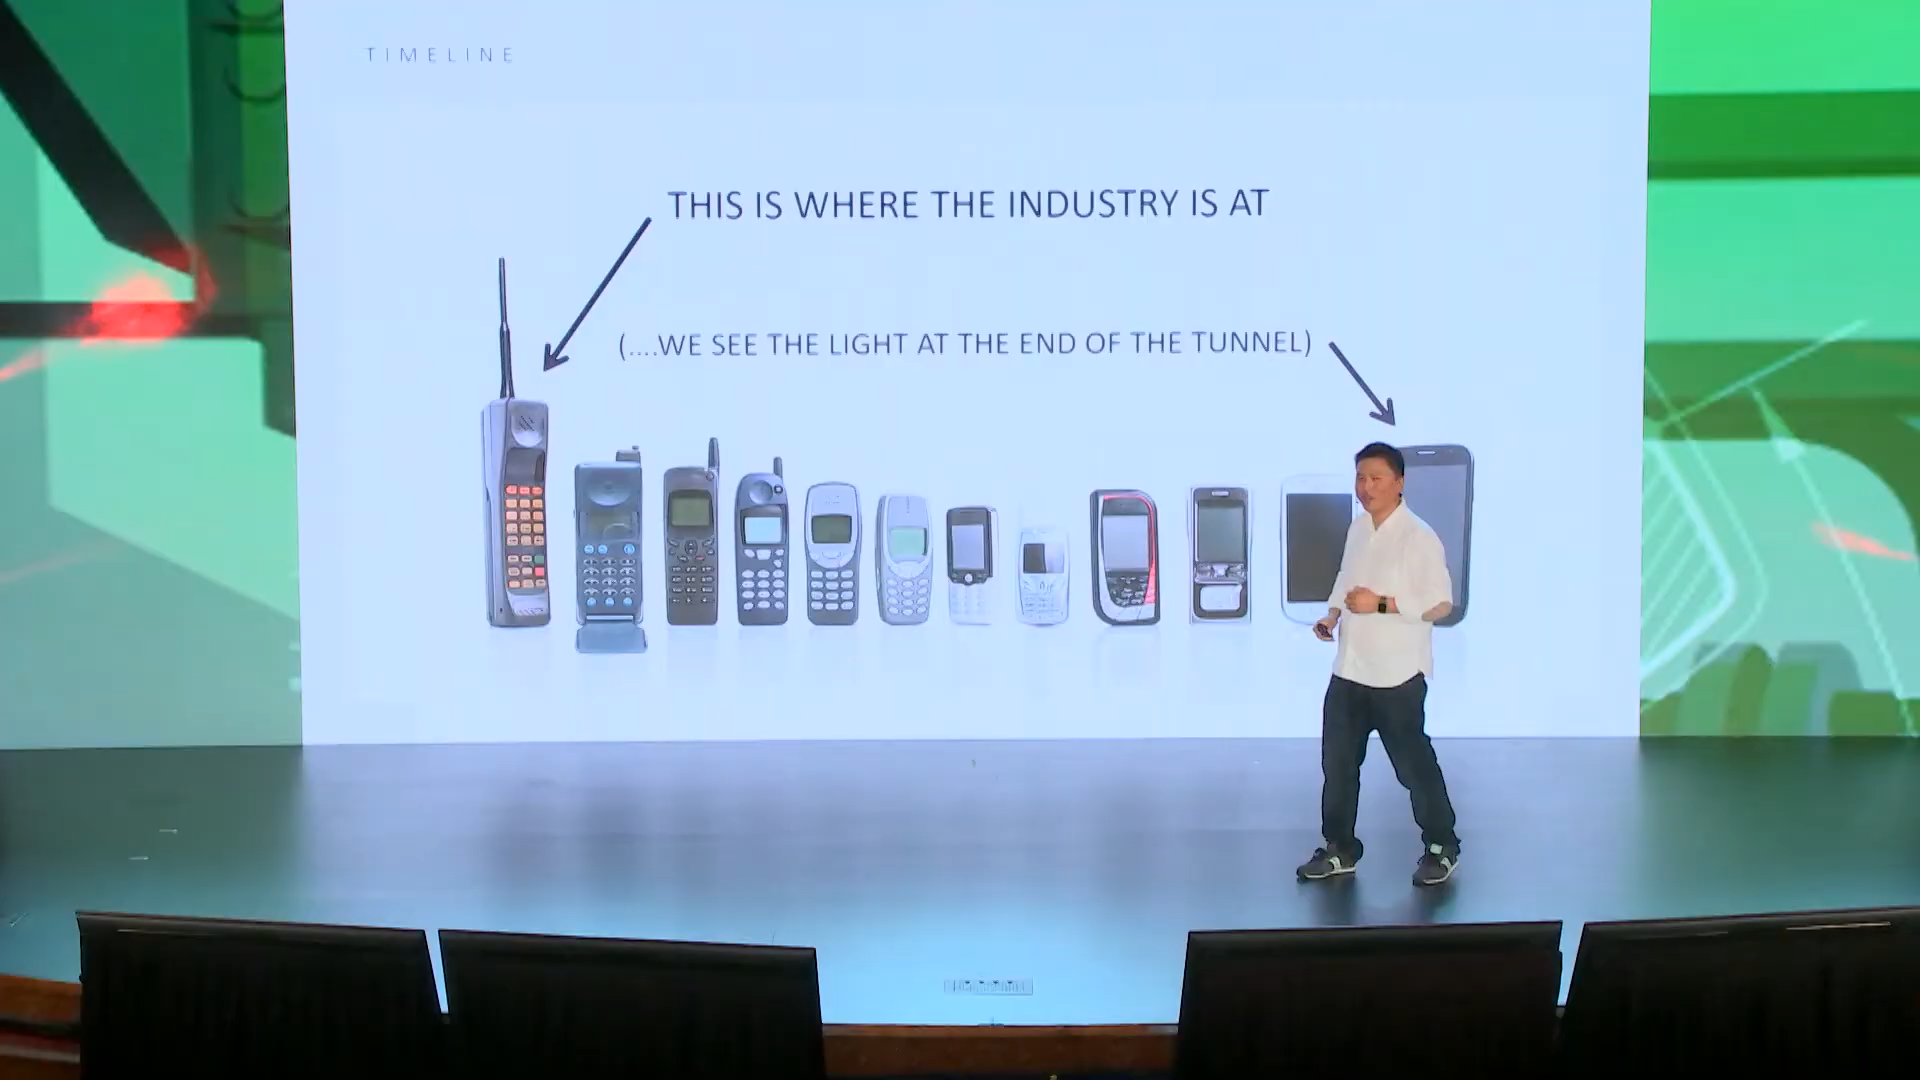 TIMELINE
THIS IS WHERE THE INDUSTRY IS AT
(....WE SEE THE LIGHT AT THE END OF THE TUNNEL)